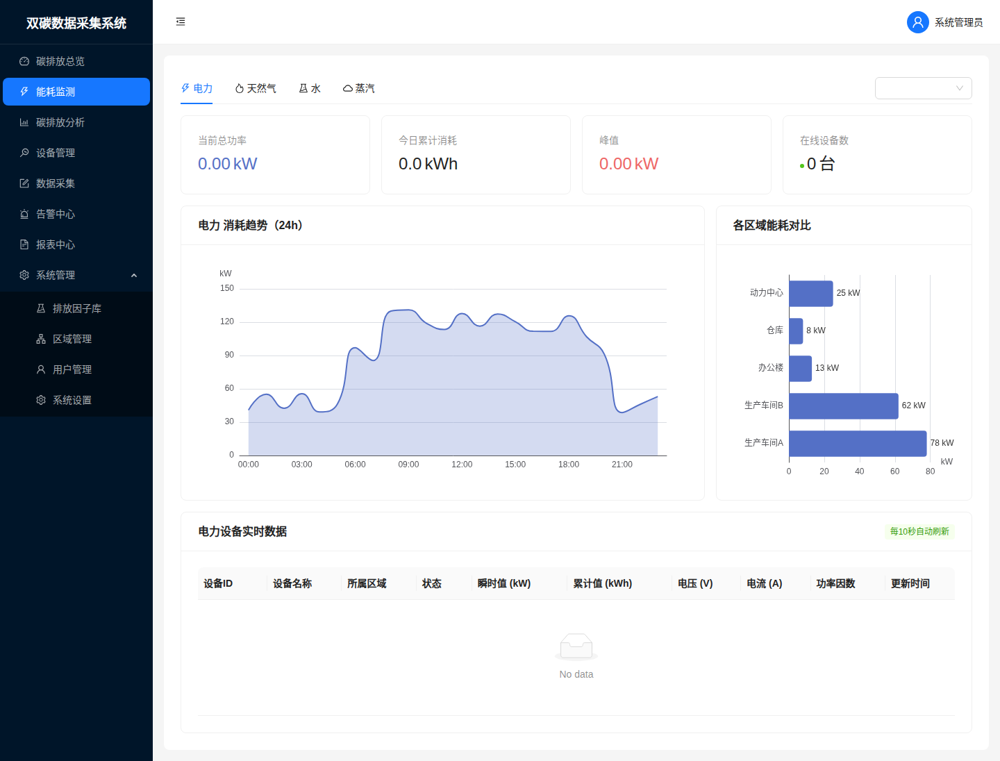 双碳数据采集系统
系统管理员
碳排放总览
能耗监测
碳排放分析
设备管理
数据采集
告警中心
报表中心
系统管理
排放因子库
区域管理
用户管理
系统设置
电力 天然气 水 蒸汽
当前总功率
0.00 kW
今日累计消耗
0.0 kWh
峰值
0.00 kW
在线设备数
0 台
电力 消耗趋势（24h）
kW
150
120
90
60
30
0
00:00 03:00 06:00 09:00 12:00 15:00 18:00 21:00
各区域能耗对比
动力中心 25 kW
仓库 8 kW
办公楼 13 kW
生产车间B 62 kW
生产车间A 78 kW
kW
0 20 40 60 80
电力设备实时数据
每10秒自动刷新
设备ID 设备名称 所属区域 状态 瞬时值 (kW) 累计值 (kWh) 电压 (V) 电流 (A) 功率因数 更新时间
No data